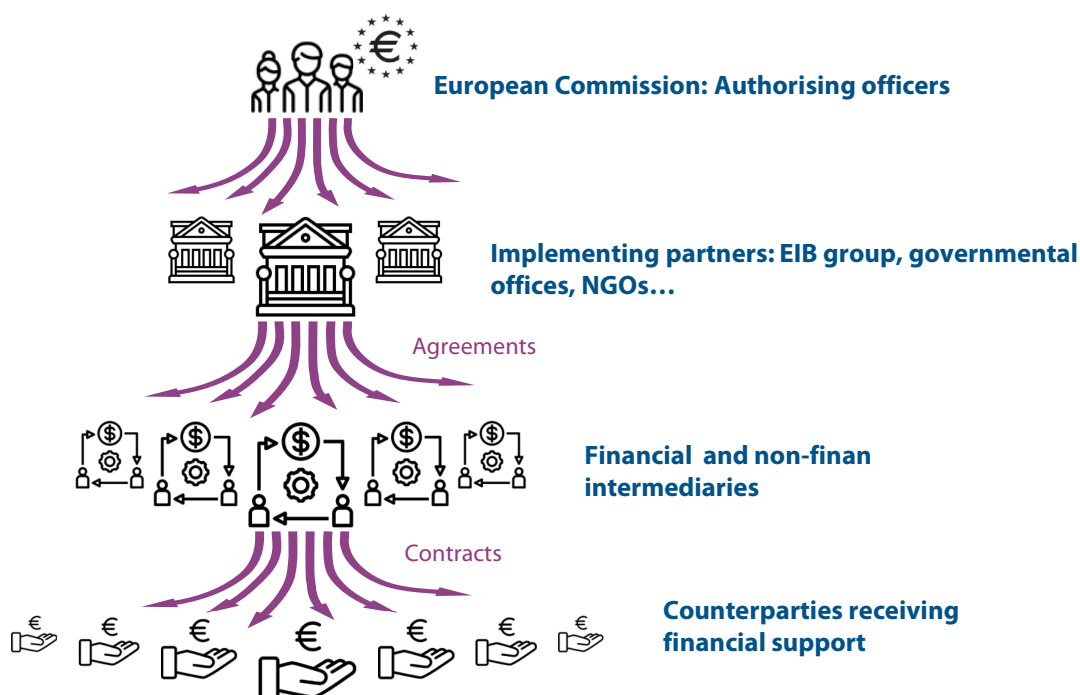 €
European Commission: Authorising officers
Implementing partners: EIB group, governmental
offices, NGOs…
Agreements
$ $ $ $ $
Financial and non-finan
intermediaries
Contracts
Counterparties receiving
financial support
€ € € € € € €